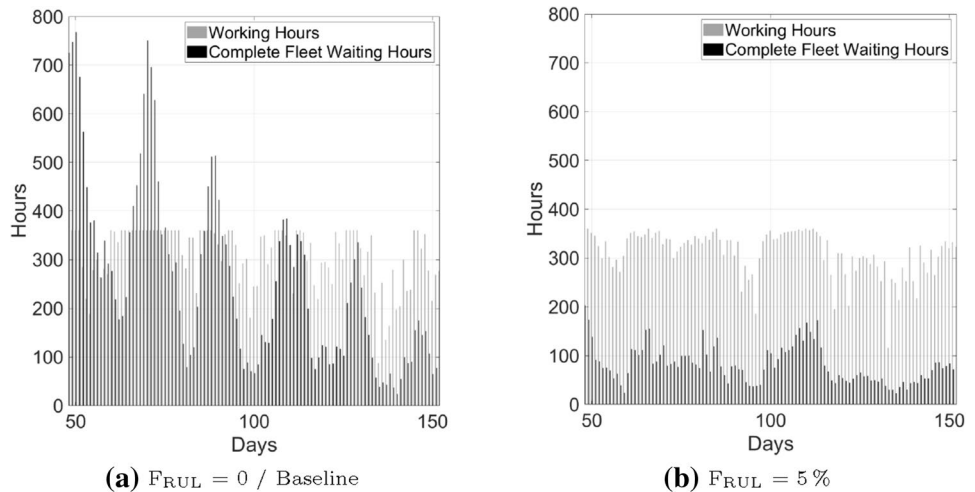 800
700
600
500
400
300
200
100
0
Hours
Working Hours
Complete Fleet Waiting Hours
50
100
150
Days
(a) F_RUL = 0 / Baseline
800
700
600
500
400
300
200
100
0
Hours
Working Hours
Complete Fleet Waiting Hours
50
100
150
Days
(b) F_RUL = 5 %